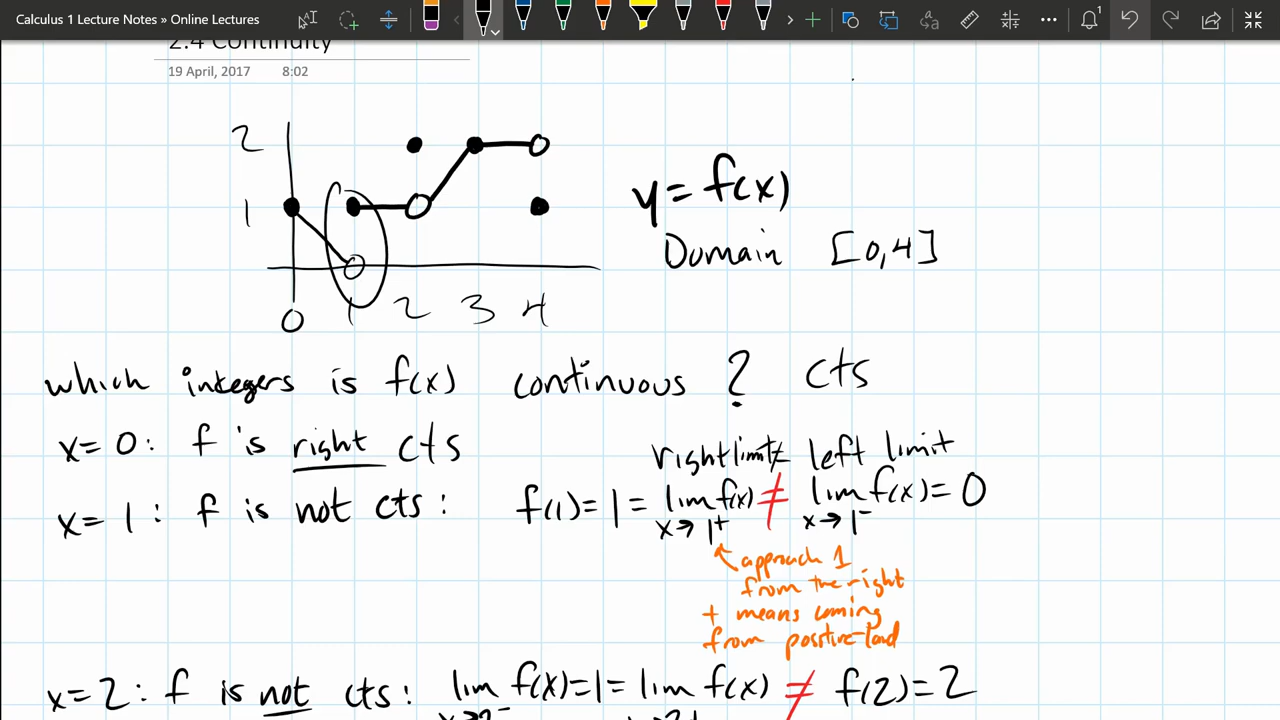 Calculus 1 Lecture Notes » Online Lectures
2.4 Continuity
19 April, 2017 8:02
2
1
0 1 2 3 4
y = f(x)
Domain [0,4]
which integers is f(x) continuous ? cts
x = 0 : f is right cts
right limit ≠ left limit
x = 1 : f is not cts : f(1) = 1 = lim f(x) ≠ lim f(x) = 0
x → 1⁺ x → 1⁻
approach 1
from the right
+ means coming
from positive-land
x = 2 : f is not cts : lim f(x) = 1 = lim f(x) ≠ f(2) = 2
x→2⁻ x→2+